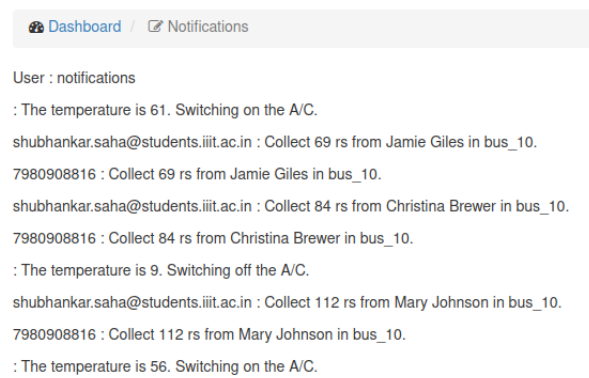 Dashboard / Notifications
User : notifications
: The temperature is 61. Switching on the A/C.
shubhankar.saha@students.iiit.ac.in : Collect 69 rs from Jamie Giles in bus_10.
7980908816 : Collect 69 rs from Jamie Giles in bus_10.
shubhankar.saha@students.iiit.ac.in : Collect 84 rs from Christina Brewer in bus_10.
7980908816 : Collect 84 rs from Christina Brewer in bus_10.
: The temperature is 9. Switching off the A/C.
shubhankar.saha@students.iiit.ac.in : Collect 112 rs from Mary Johnson in bus_10.
7980908816 : Collect 112 rs from Mary Johnson in bus_10.
: The temperature is 56. Switching on the A/C.